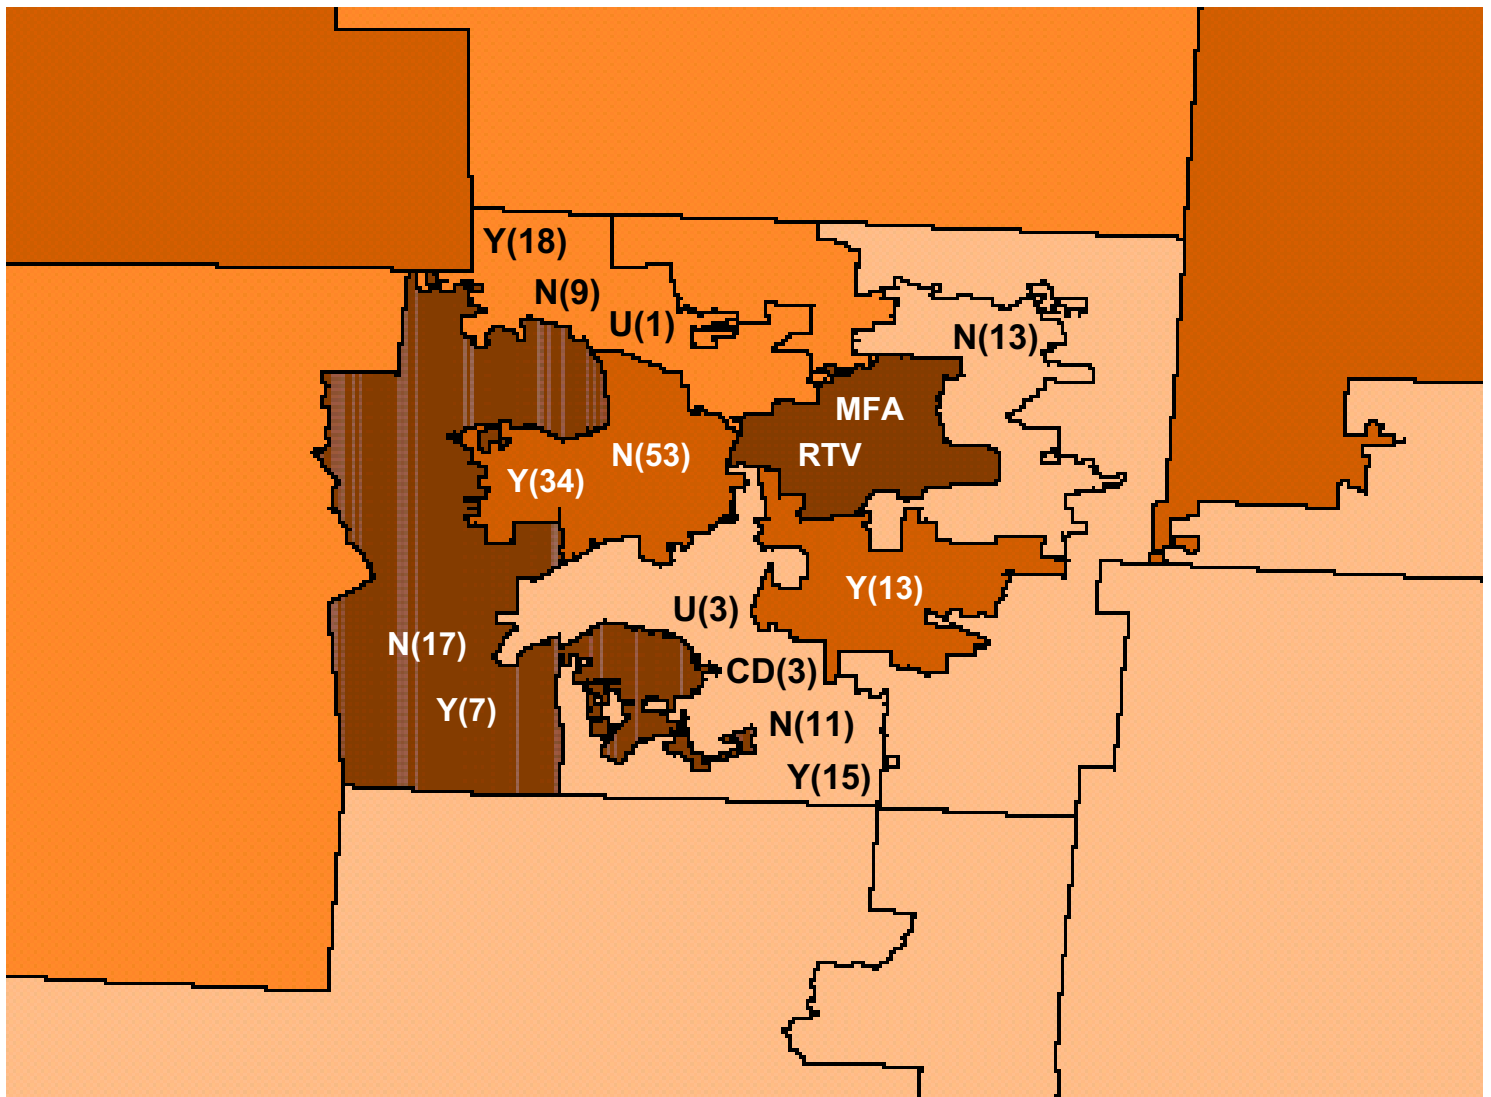 Y(18)
N(9)
U(1)
N(13)
MFA
RTV
N(53)
Y(34)
Y(13)
U(3)
N(17)
CD(3)
Y(7)
N(11)
Y(15)